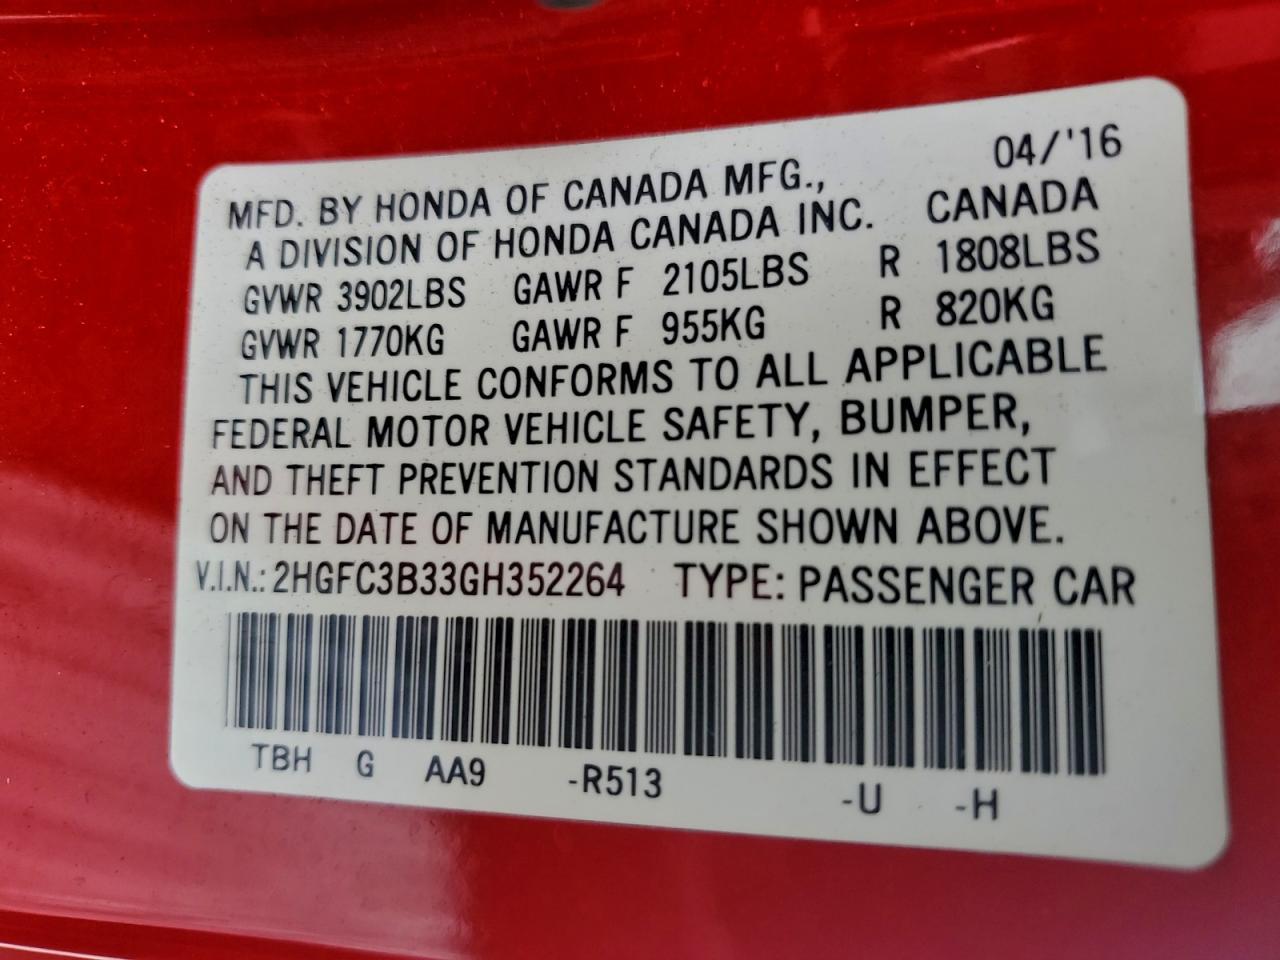 04/'16
MFD. BY HONDA OF CANADA MFG.,
A DIVISION OF HONDA CANADA INC. CANADA
GVWR 3902LBS GAWR F 2105LBS R 1808LBS
GVWR 1770KG GAWR F 955KG R 820KG
THIS VEHICLE CONFORMS TO ALL APPLICABLE
FEDERAL MOTOR VEHICLE SAFETY, BUMPER,
AND THEFT PREVENTION STANDARDS IN EFFECT
ON THE DATE OF MANUFACTURE SHOWN ABOVE.
V.I.N.: 2HGFC3B33GH352264 TYPE: PASSENGER CAR
TBH G AA9 -R513 -U -H